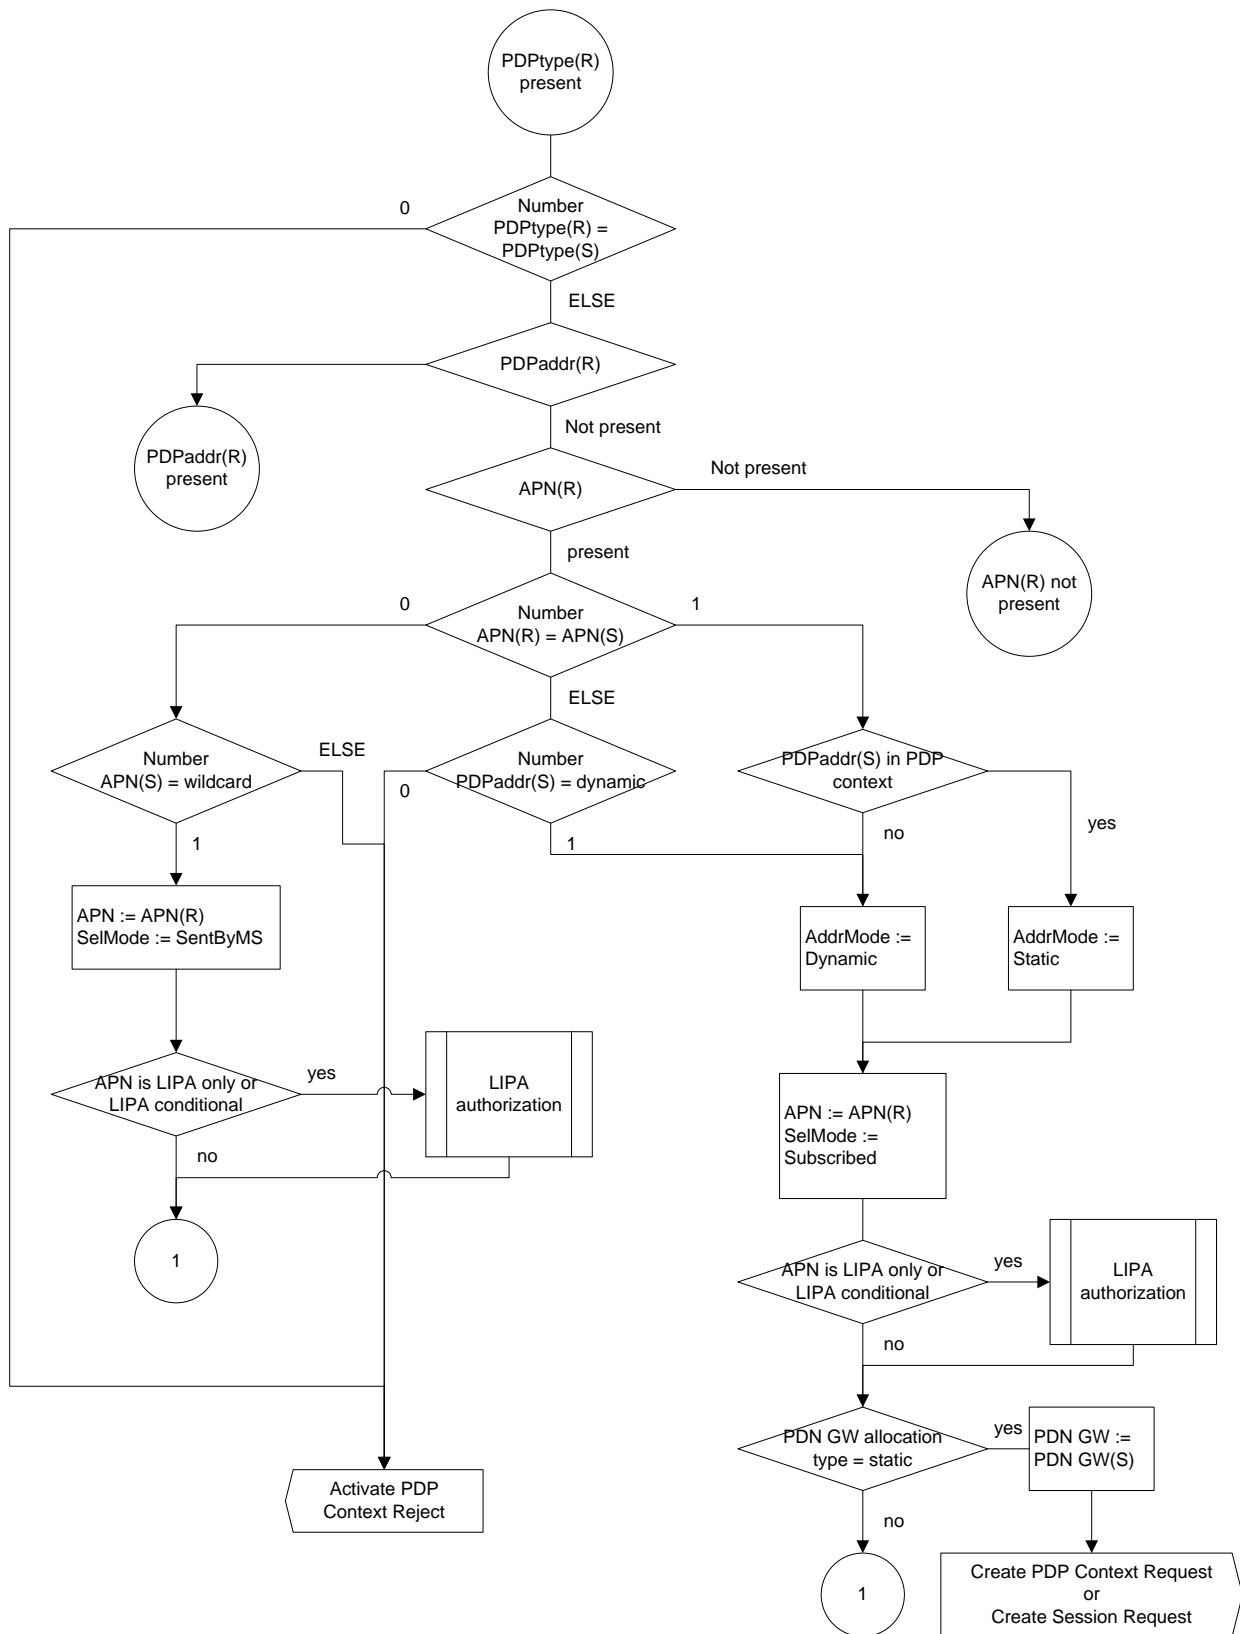 PDPtype(R)
present
0
Number
PDPtype(R) =
PDPtype(S)
ELSE
PDPaddr(R)
Not present
PDPaddr(R)
present
APN(R)
Not present
present
APN(R) not
present
0
Number
APN(R) = APN(S)
1
ELSE
Number
APN(S) = wildcard
ELSE
Number
PDPaddr(S) = dynamic
0
PDPaddr(S) in PDP
context
1
1
no
yes
APN := APN(R)
SelMode := SentByMS
AddrMode :=
Dynamic
AddrMode :=
Static
APN is LIPA only or
LIPA conditional
yes
LIPA
authorization
no
APN := APN(R)
SelMode :=
Subscribed
1
APN is LIPA only or
LIPA conditional
yes
LIPA
authorization
no
PDN GW allocation
type = static
yes
PDN GW :=
PDN GW(S)
Activate PDP
Context Reject
no
1
Create PDP Context Request
or
Create Session Request